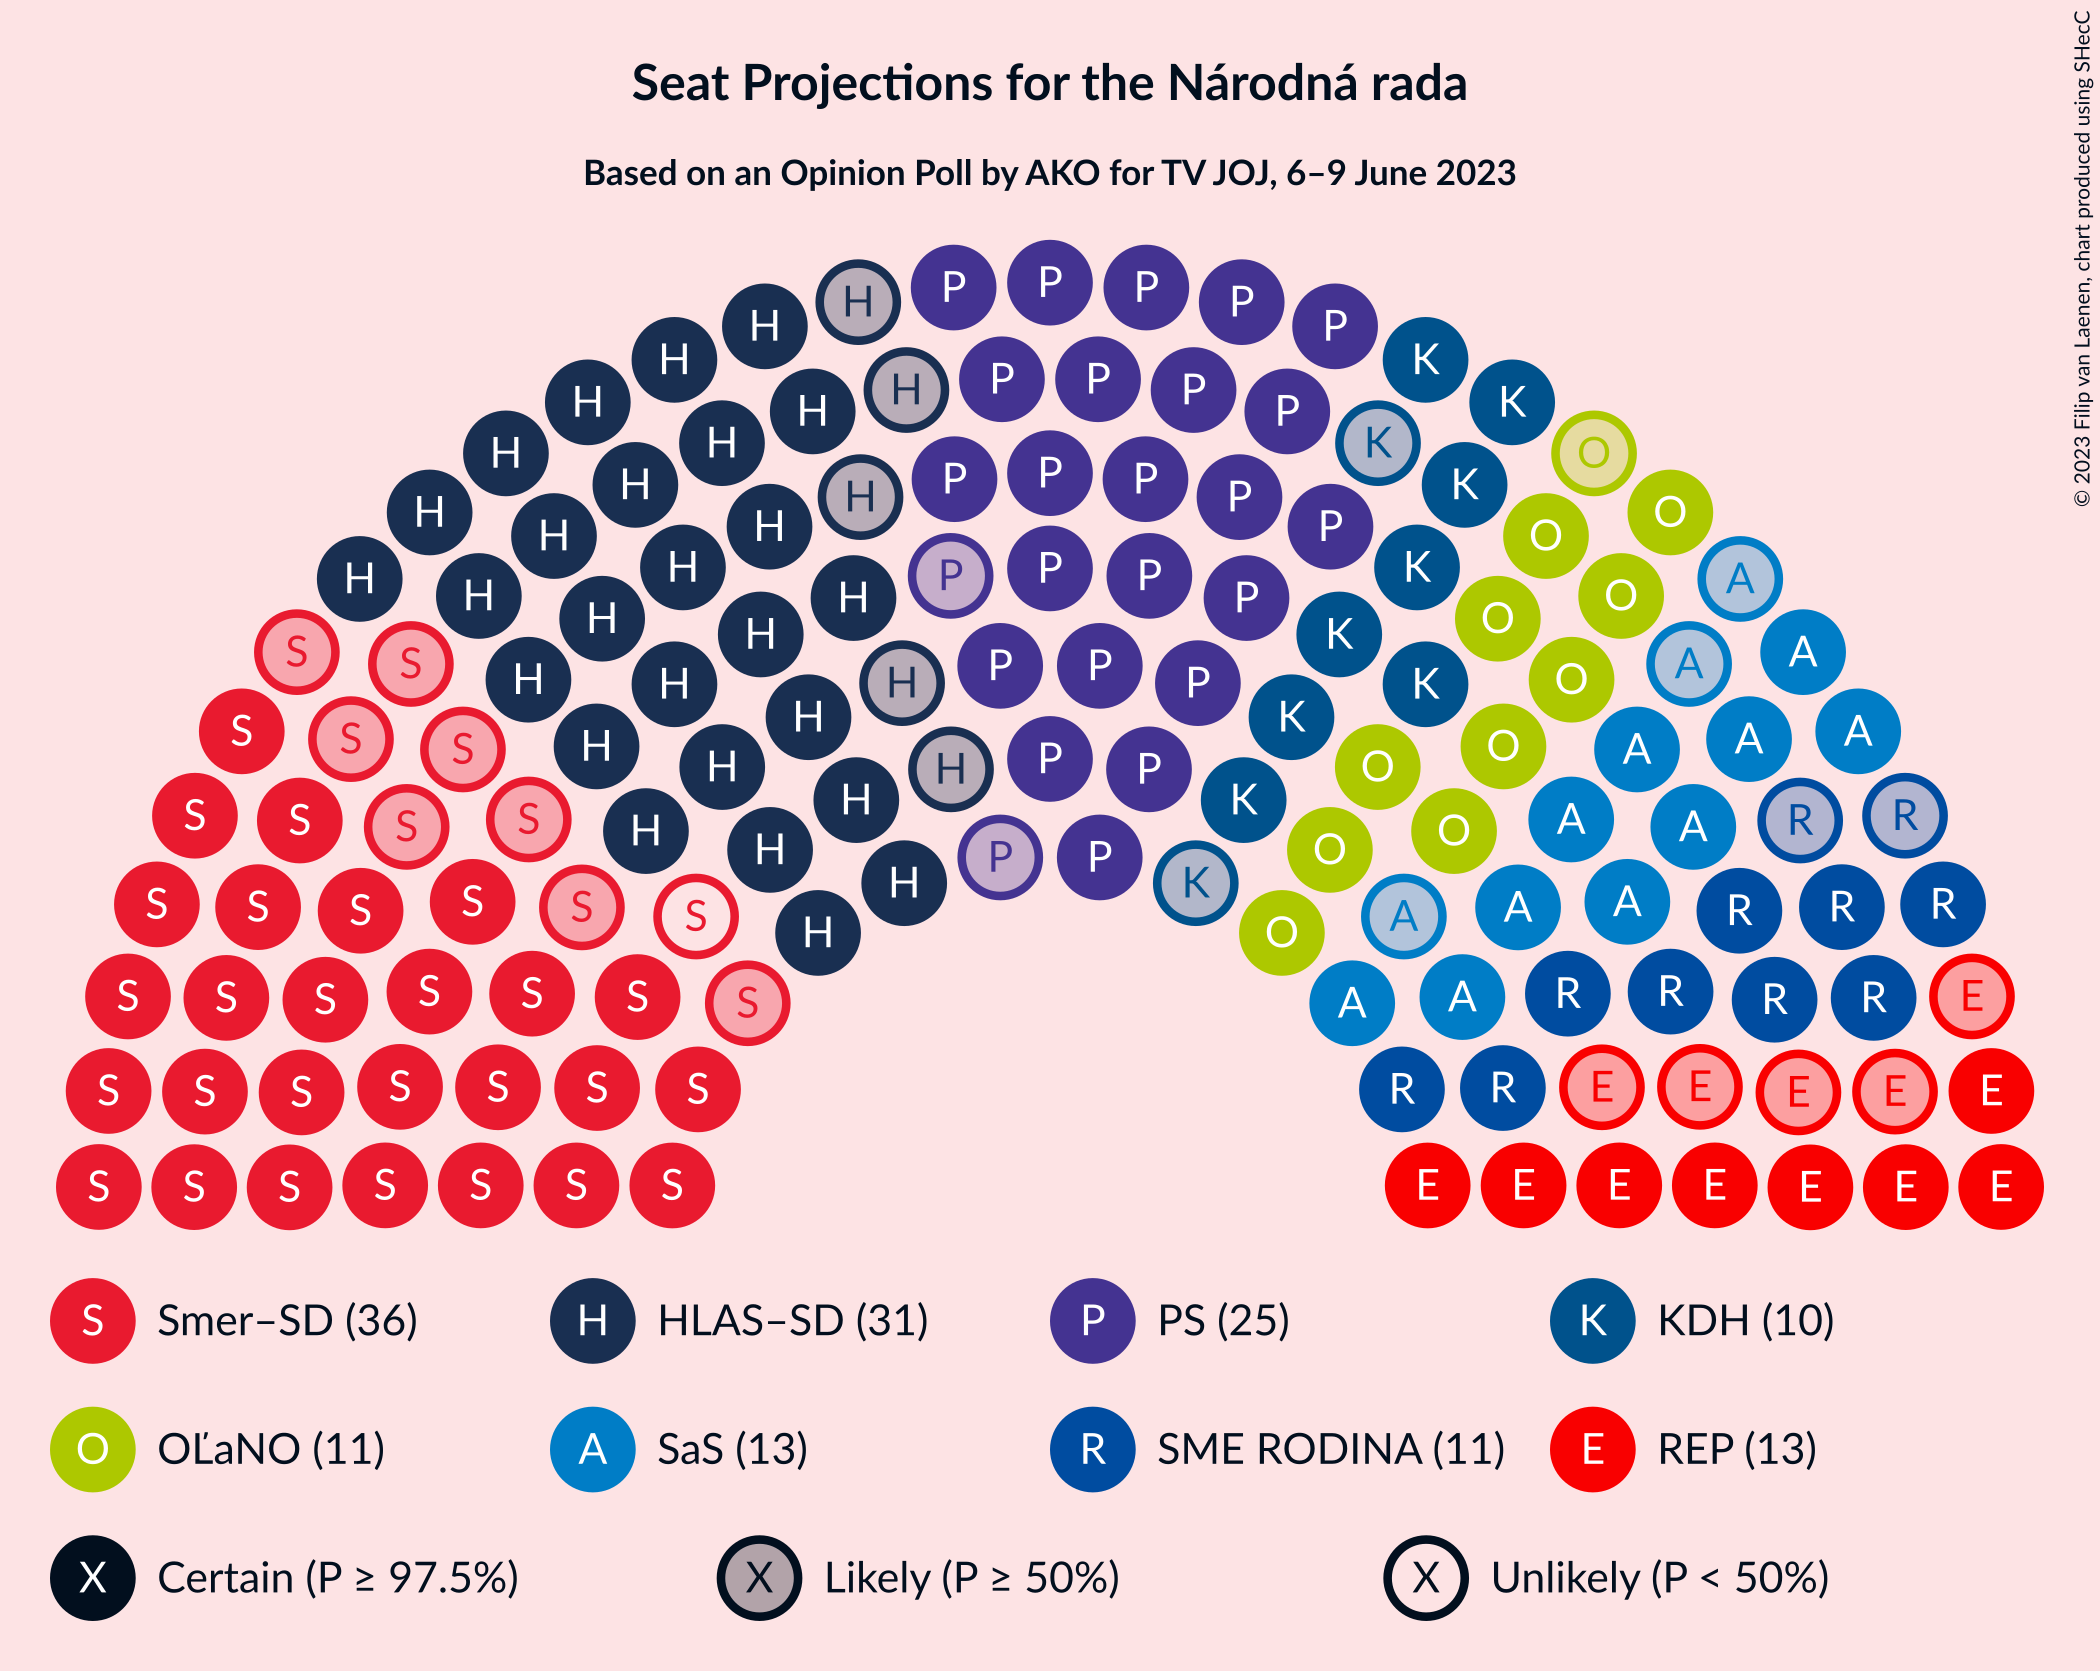 Seat Projections for the Národná rada
Based on an Opinion Poll by AKO for TV JOJ, 6–9 June 2023
© 2023 Filip van Laenen, chart produced using SHecC
H H P P P P P
H H H H P P P P K K
H H H H P P P P K K O
H H H P O O
H H H H P P P P K O A
H H K O
S S H H H P P P K O A A
S S S H H H H P P K O O A A A
S S S S H H H P P K O O A A R R
S S S S S S H H K O A A A R R R
S S S S S S S A A R R R R E
S S S S S S S R R E E E E E
S S S S S S S E E E E E E E
S Smer–SD (36) H HLAS–SD (31) P PS (25) K KDH (10)
O OĽaNO (11) A SaS (13) R SME RODINA (11) E REP (13)
X Certain (P ≥ 97.5%) X Likely (P ≥ 50%) X Unlikely (P < 50%)